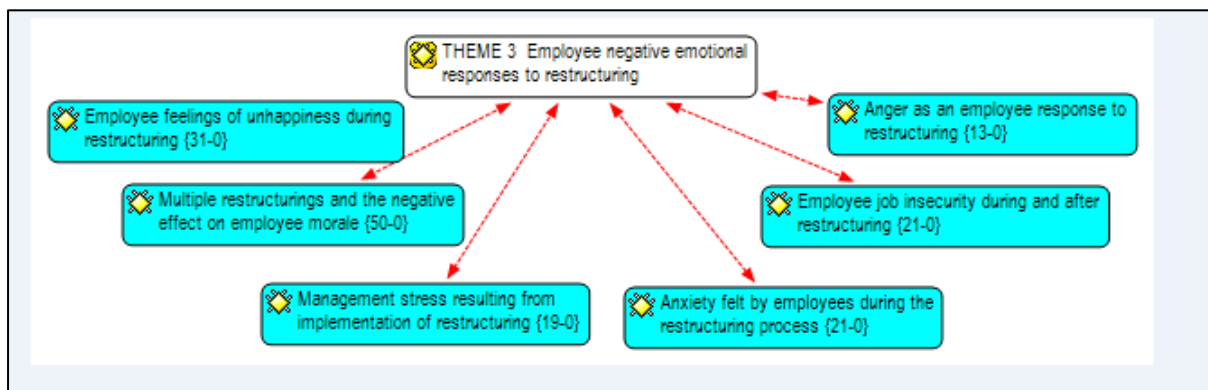 THEME 3 Employee negative emotional
responses to restructuring
Employee feelings of unhappiness during
restructuring {31-0}
Anger as an employee response to
restructuring {13-0}
Multiple restructurings and the negative
effect on employee morale {50-0}
Employee job insecurity during and after
restructuring {21-0}
Management stress resulting from
implementation of restructuring {19-0}
Anxiety felt by employees during the
restructuring process {21-0}